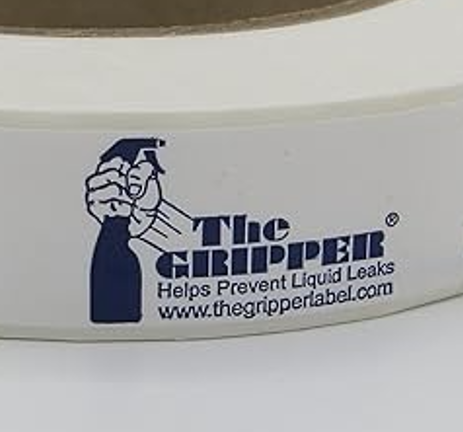 The
GRIPPER®
Helps Prevent Liquid Leaks
www.thegripperlabel.com